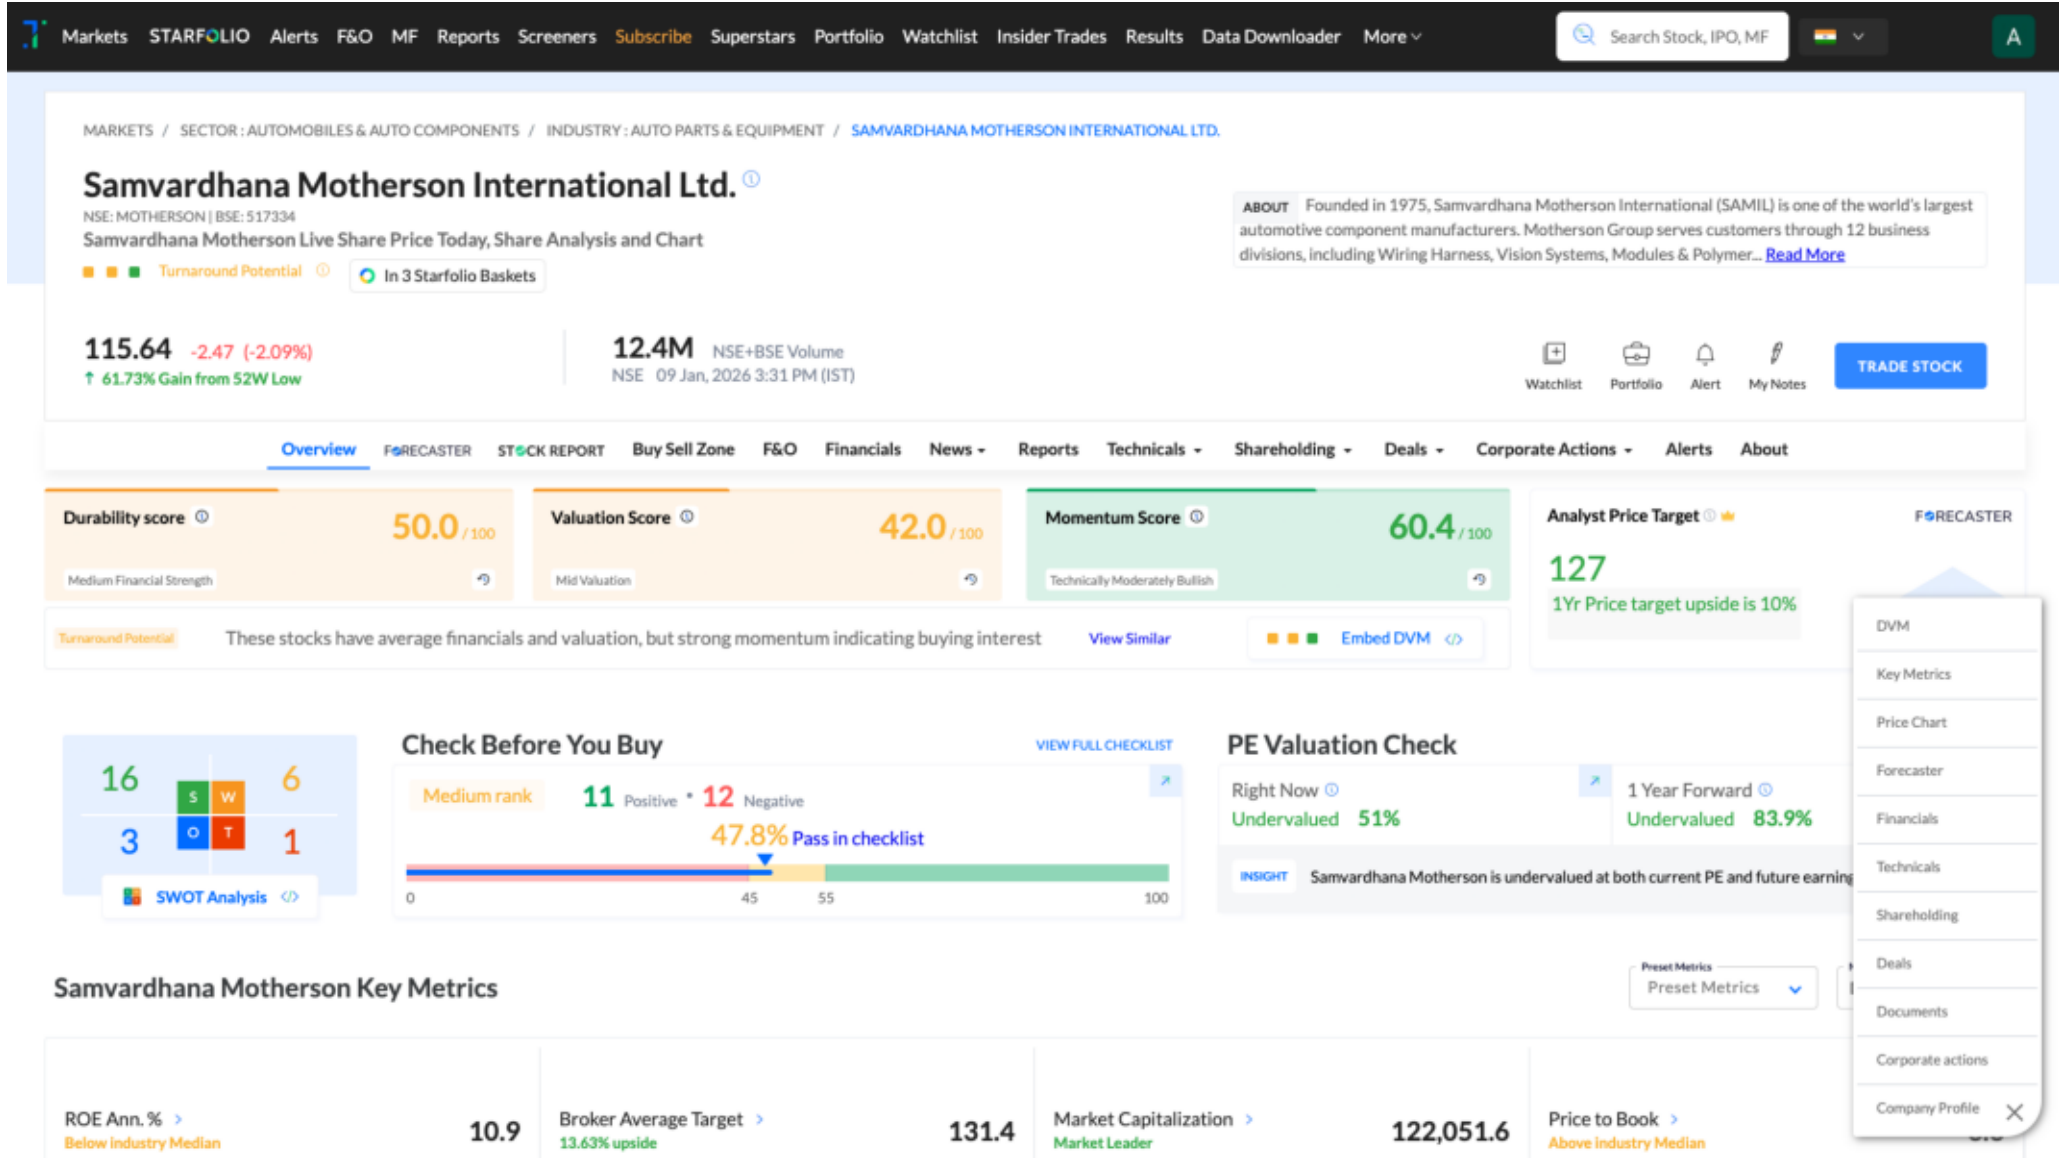 Markets STARFOLIO Alerts F&O MF Reports Screeners Subscribe Superstars Portfolio Watchlist Insider Trades Results Data Downloader More Search Stock, IPO, MF A
MARKETS / SECTOR : AUTOMOBILES & AUTO COMPONENTS / INDUSTRY : AUTO PARTS & EQUIPMENT / SAMVARDHANA MOTHERSON INTERNATIONAL LTD.
Samvardhana Motherson International Ltd.
NSE: MOTHERSON | BSE: 517334
Samvardhana Motherson Live Share Price Today, Share Analysis and Chart
Turnaround Potential In 3 Starfolio Baskets
ABOUT Founded in 1975, Samvardhana Motherson International (SAMIL) is one of the world's largest
automotive component manufacturers. Motherson Group serves customers through 12 business
divisions, including Wiring Harness, Vision Systems, Modules & Polymer... Read More
115.64 -2.47 (-2.09%)
↑ 61.73% Gain from 52W Low
12.4M NSE+BSE Volume
NSE 09 Jan, 2026 3:31 PM (IST)
Watchlist Portfolio Alert My Notes TRADE STOCK
Overview FORECASTER STOCK REPORT Buy Sell Zone F&O Financials News Reports Technicals Shareholding Deals Corporate Actions Alerts About
Durability score 50.0 / 100
Medium Financial Strength
Valuation Score 42.0 / 100
Mid Valuation
Momentum Score 60.4 / 100
Technically Moderately Bullish
Analyst Price Target FORECASTER
127
1Yr Price target upside is 10%
Turnaround Potential These stocks have average financials and valuation, but strong momentum indicating buying interest View Similar Embed DVM </>
16 6
S W
O T
3 1
SWOT Analysis </>
Check Before You Buy VIEW FULL CHECKLIST
Medium rank 11 Positive • 12 Negative
47.8% Pass in checklist
0 45 55 100
PE Valuation Check
Right Now
Undervalued 51%
1 Year Forward
Undervalued 83.9%
INSIGHT Samvardhana Motherson is undervalued at both current PE and future earning
Samvardhana Motherson Key Metrics
Preset Metrics
Preset Metrics
ROE Ann. % 10.9
Below industry Median
Broker Average Target 131.4
13.63% upside
Market Capitalization 122,051.6
Market Leader
Price to Book
Above industry Median
DVM
Key Metrics
Price Chart
Forecaster
Financials
Technicals
Shareholding
Deals
Documents
Corporate actions
Company Profile